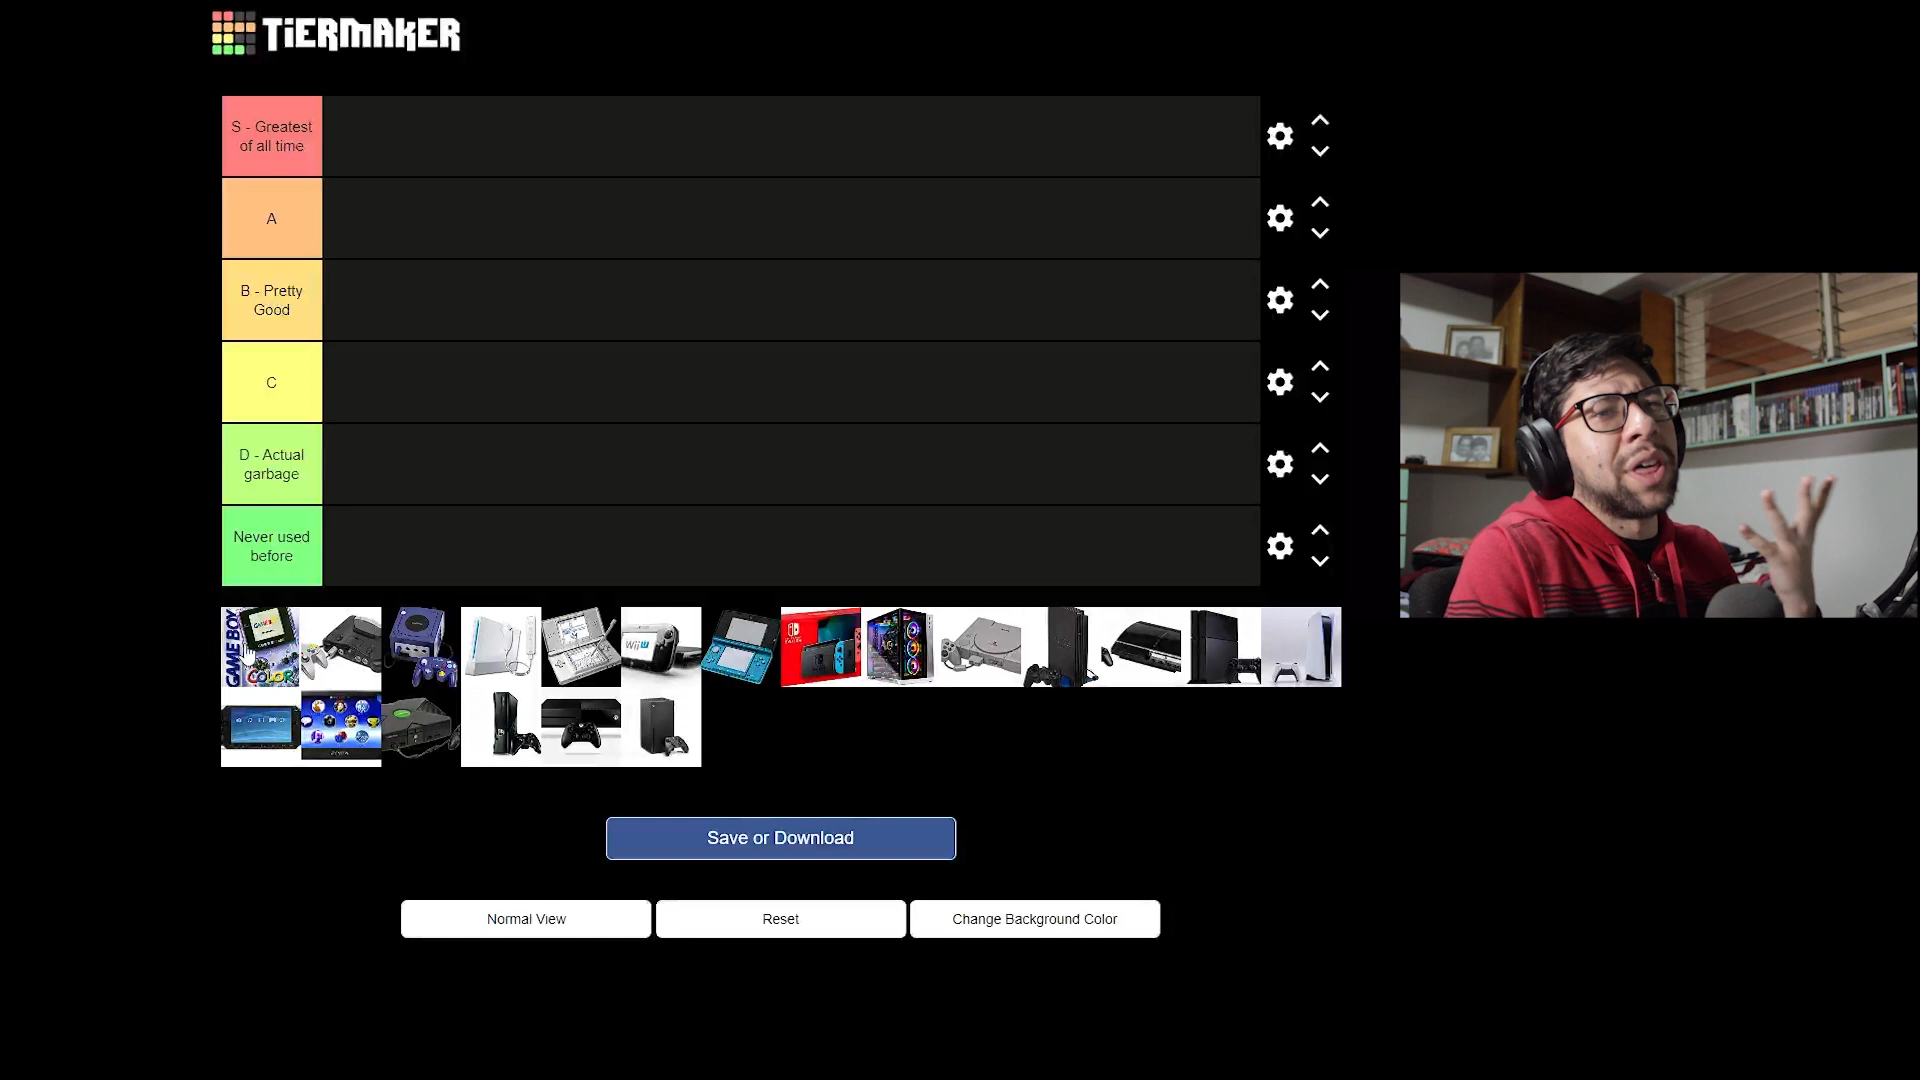 TiERMAKER
S - Greatest
of all time
A
B - Pretty
Good
C
D - Actual
garbage
Never used
before
GAME BOY
COLOR
Wii U
Save or Download
Normal View
Reset
Change Background Color